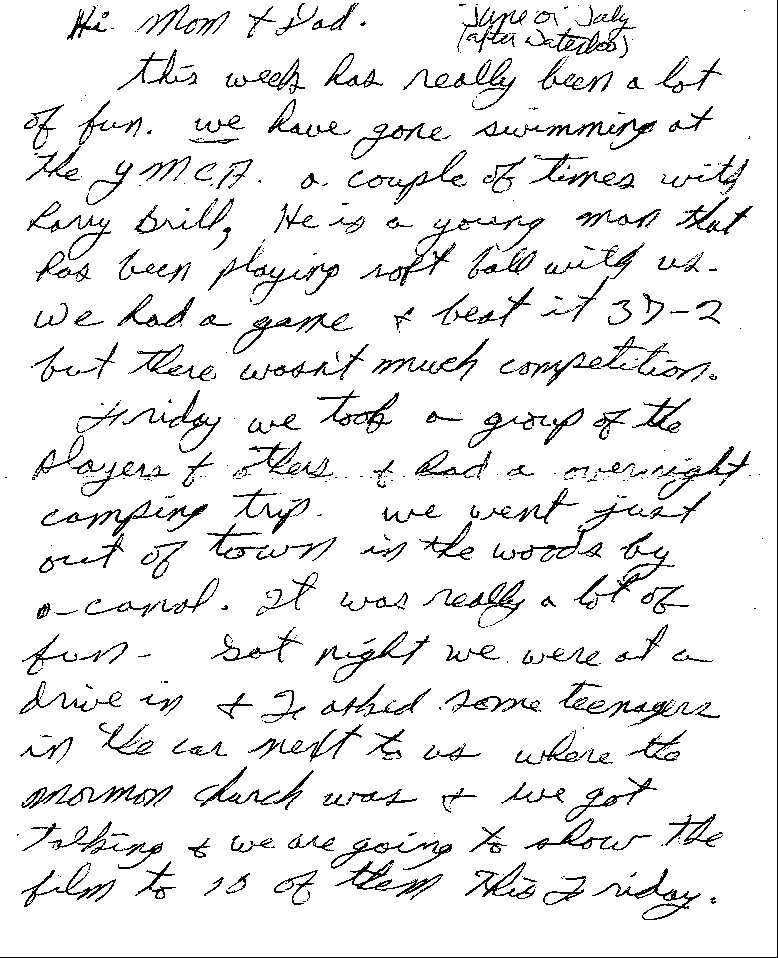 Hi Mom & Dad. "June or July
(after Waterloo)
This week has really been a lot
of fun. we have gone swimming at
the YMCA. a couple of times with
Larry Brill, He is a young man that
has been playing soft ball with us.
we had a game & beat it 37-2
but there wasn't much competition.
Friday we took a group of the
players & others & had a overnight
camping trip. we went just
out of town in the woods by
a canal. It was really a lot of
fun- Sat night we were at a
drive in & I asked some teenagers
in the car next to us where the
mormon church was & we got
talking & we are going to show the
film to 10 of them This Friday.